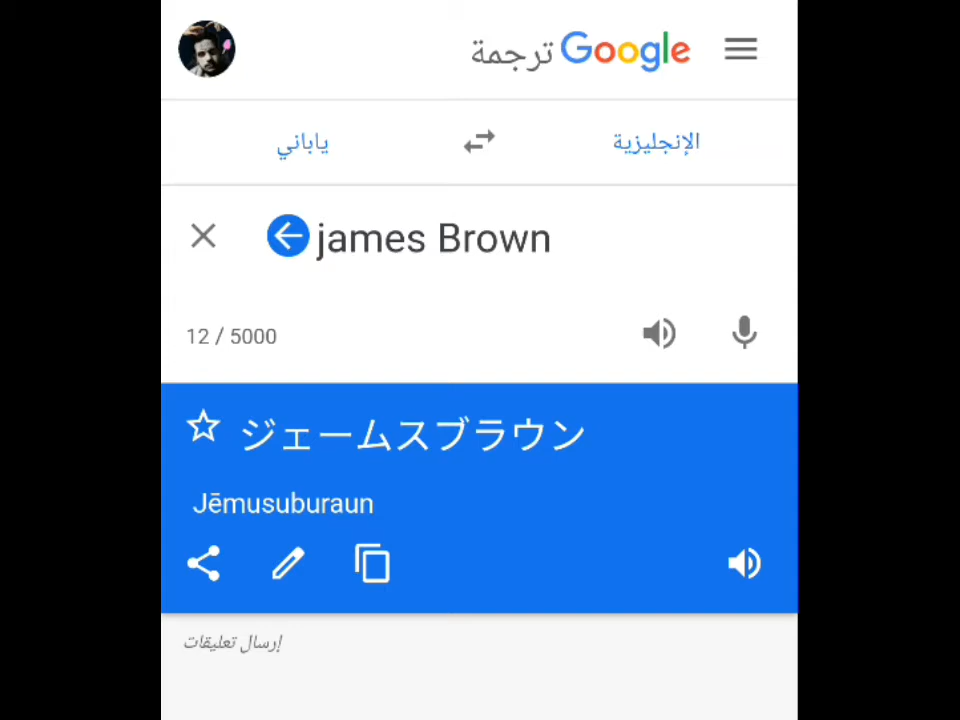 Google ترجمة
الإنجليزية
ياباني
james Brown
12 / 5000
ジェームスブラウン
Jēmusuburaun
إرسال تعليقات